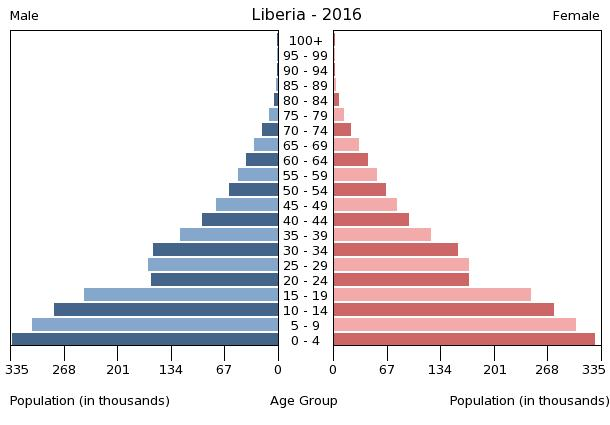 Male Liberia - 2016 Female
100+
95 - 99
90 - 94
85 - 89
80 - 84
75 - 79
70 - 74
65 - 69
60 - 64
55 - 59
50 - 54
45 - 49
40 - 44
35 - 39
30 - 34
25 - 29
20 - 24
15 - 19
10 - 14
5 - 9
0 - 4
335 268 201 134 67 0 0 67 134 201 268 335
Population (in thousands) Age Group Population (in thousands)